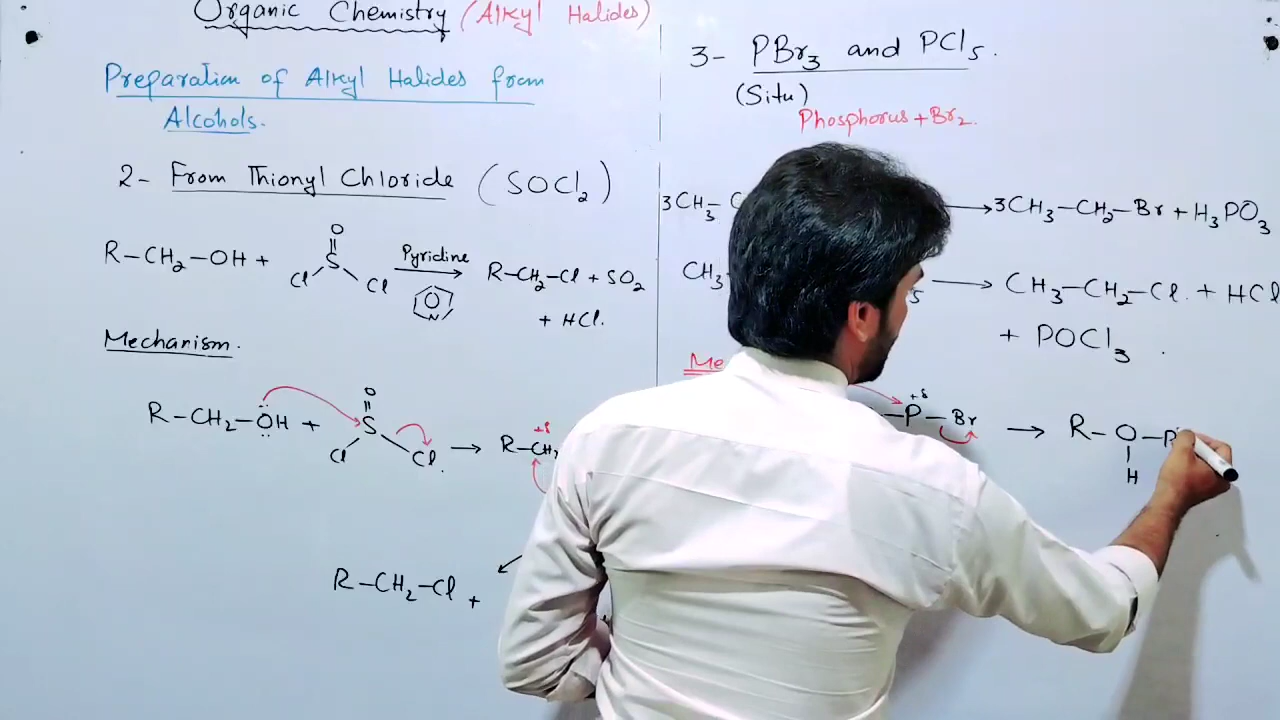 Organic Chemistry (Alkyl Halides)
Preparation of Alkyl Halides from
Alcohols.
2- From Thionyl Chloride (SOCl₂)
R-CH₂-OH + O S Cl Cl Pyridine N → R-CH₂-Cl + SO₂
+ HCl.
Mechanism.
R-CH₂-OH + O S Cl Cl. → R-CH₂ +δ
R-CH₂-Cl +
3- PBr₃ and PCl₅.
(Situ)
Phosphorus + Br₂.
3CH₃- → 3CH₃-CH₂-Br + H₃PO₃
CH₃ 5 → CH₃-CH₂-Cl. + HCl
+ POCl₃ .
-P-Br +δ → R-O-P
H